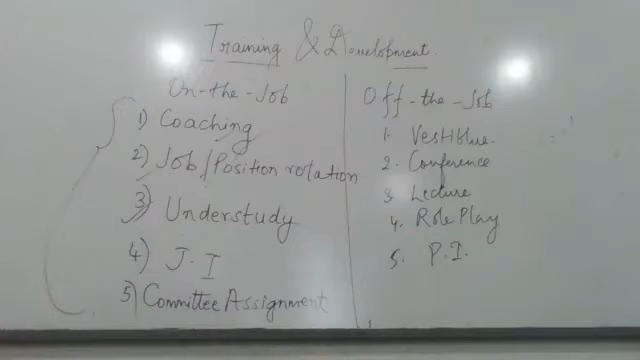 Training & Development.
On-the-Job
1) Coaching
2) Job/Position rotation
3) Understudy
4) J.I
5) Committee Assignment
Off-the-Job
1. Vestiblue.
2. Conference
3 Lecture
4. Role Play
5. P.I.